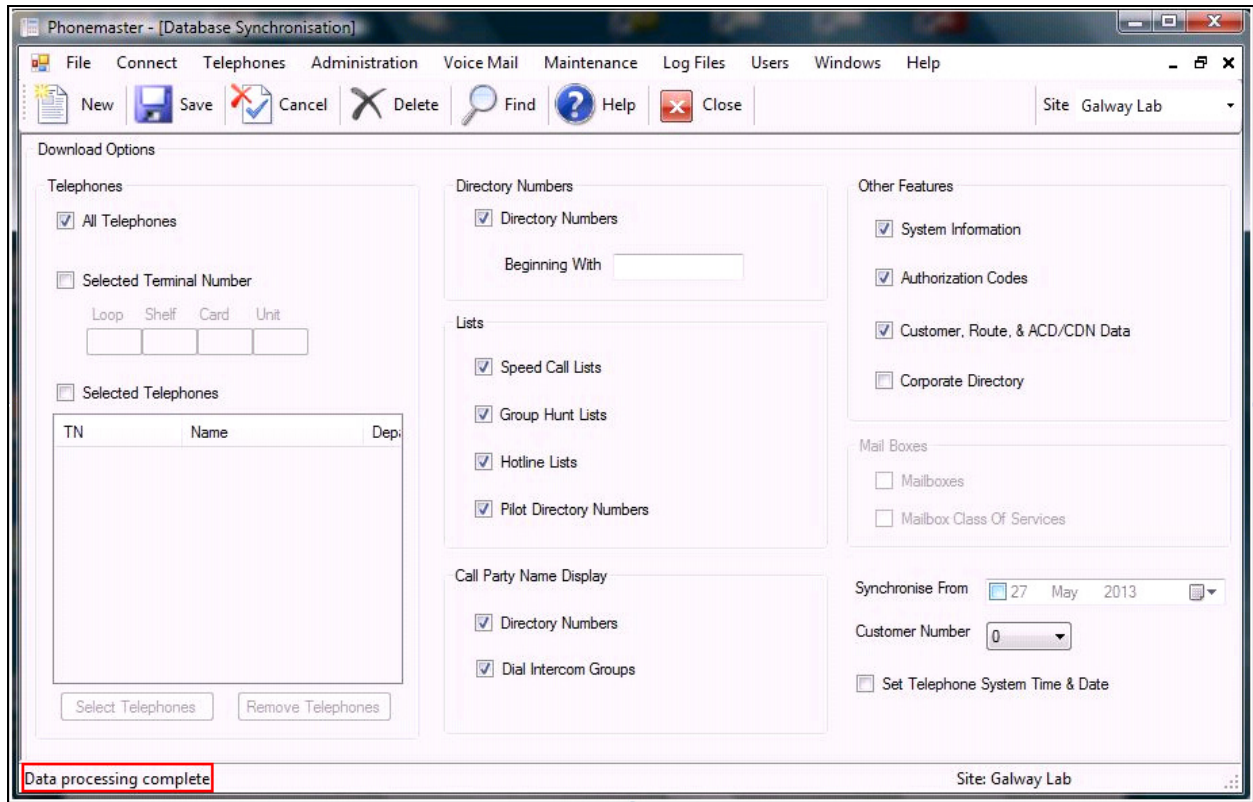 Phonemaster - [Database Synchronisation]
File Connect Telephones Administration Voice Mail Maintenance Log Files Users Windows Help
New Save Cancel Delete Find Help Close Site Galway Lab
Download Options
Telephones
All Telephones
Selected Terminal Number
Loop Shelf Card Unit
Selected Telephones
TN Name Depa
Select Telephones Remove Telephones
Directory Numbers
Directory Numbers
Beginning With
Lists
Speed Call Lists
Group Hunt Lists
Hotline Lists
Pilot Directory Numbers
Call Party Name Display
Directory Numbers
Dial Intercom Groups
Other Features
System Information
Authorization Codes
Customer, Route, & ACD/CDN Data
Corporate Directory
Mail Boxes
Mailboxes
Mailbox Class Of Services
Synchronise From 27 May 2013
Customer Number 0
Set Telephone System Time & Date
Data processing complete Site: Galway Lab